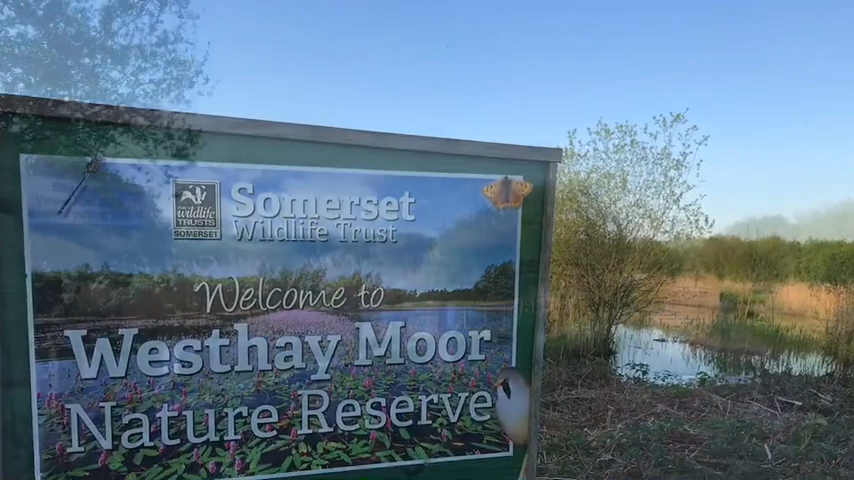 the
wildlife
TRUSTS
SOMERSET
Somerset
Wildlife Trust
Welcome to
Westhay Moor
Nature Reserve